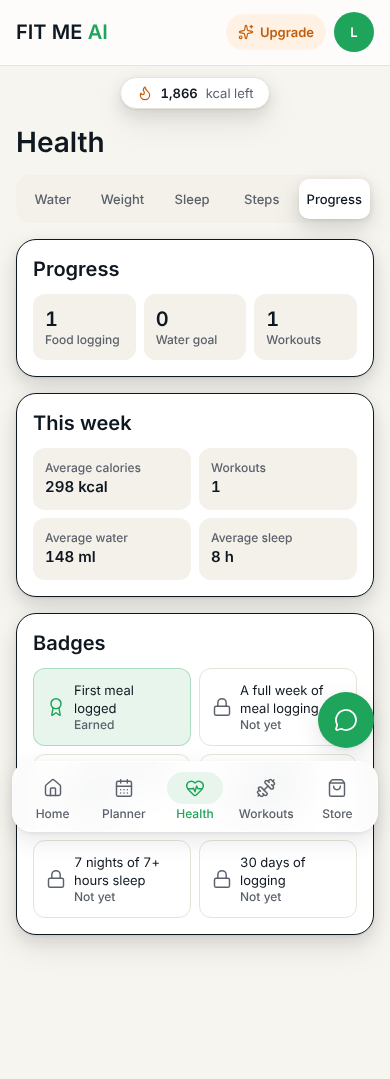 FIT ME AI
Upgrade
L
1,866 kcal left
Health
Water
Weight
Sleep
Steps
Progress
Progress
1
Food logging
0
Water goal
1
Workouts
This week
Average calories
298 kcal
Workouts
1
Average water
148 ml
Average sleep
8 h
Badges
First meal
logged
Earned
A full week of
meal logging
Not yet
Home
Planner
Health
Workouts
Store
7 nights of 7+
hours sleep
Not yet
30 days of
logging
Not yet